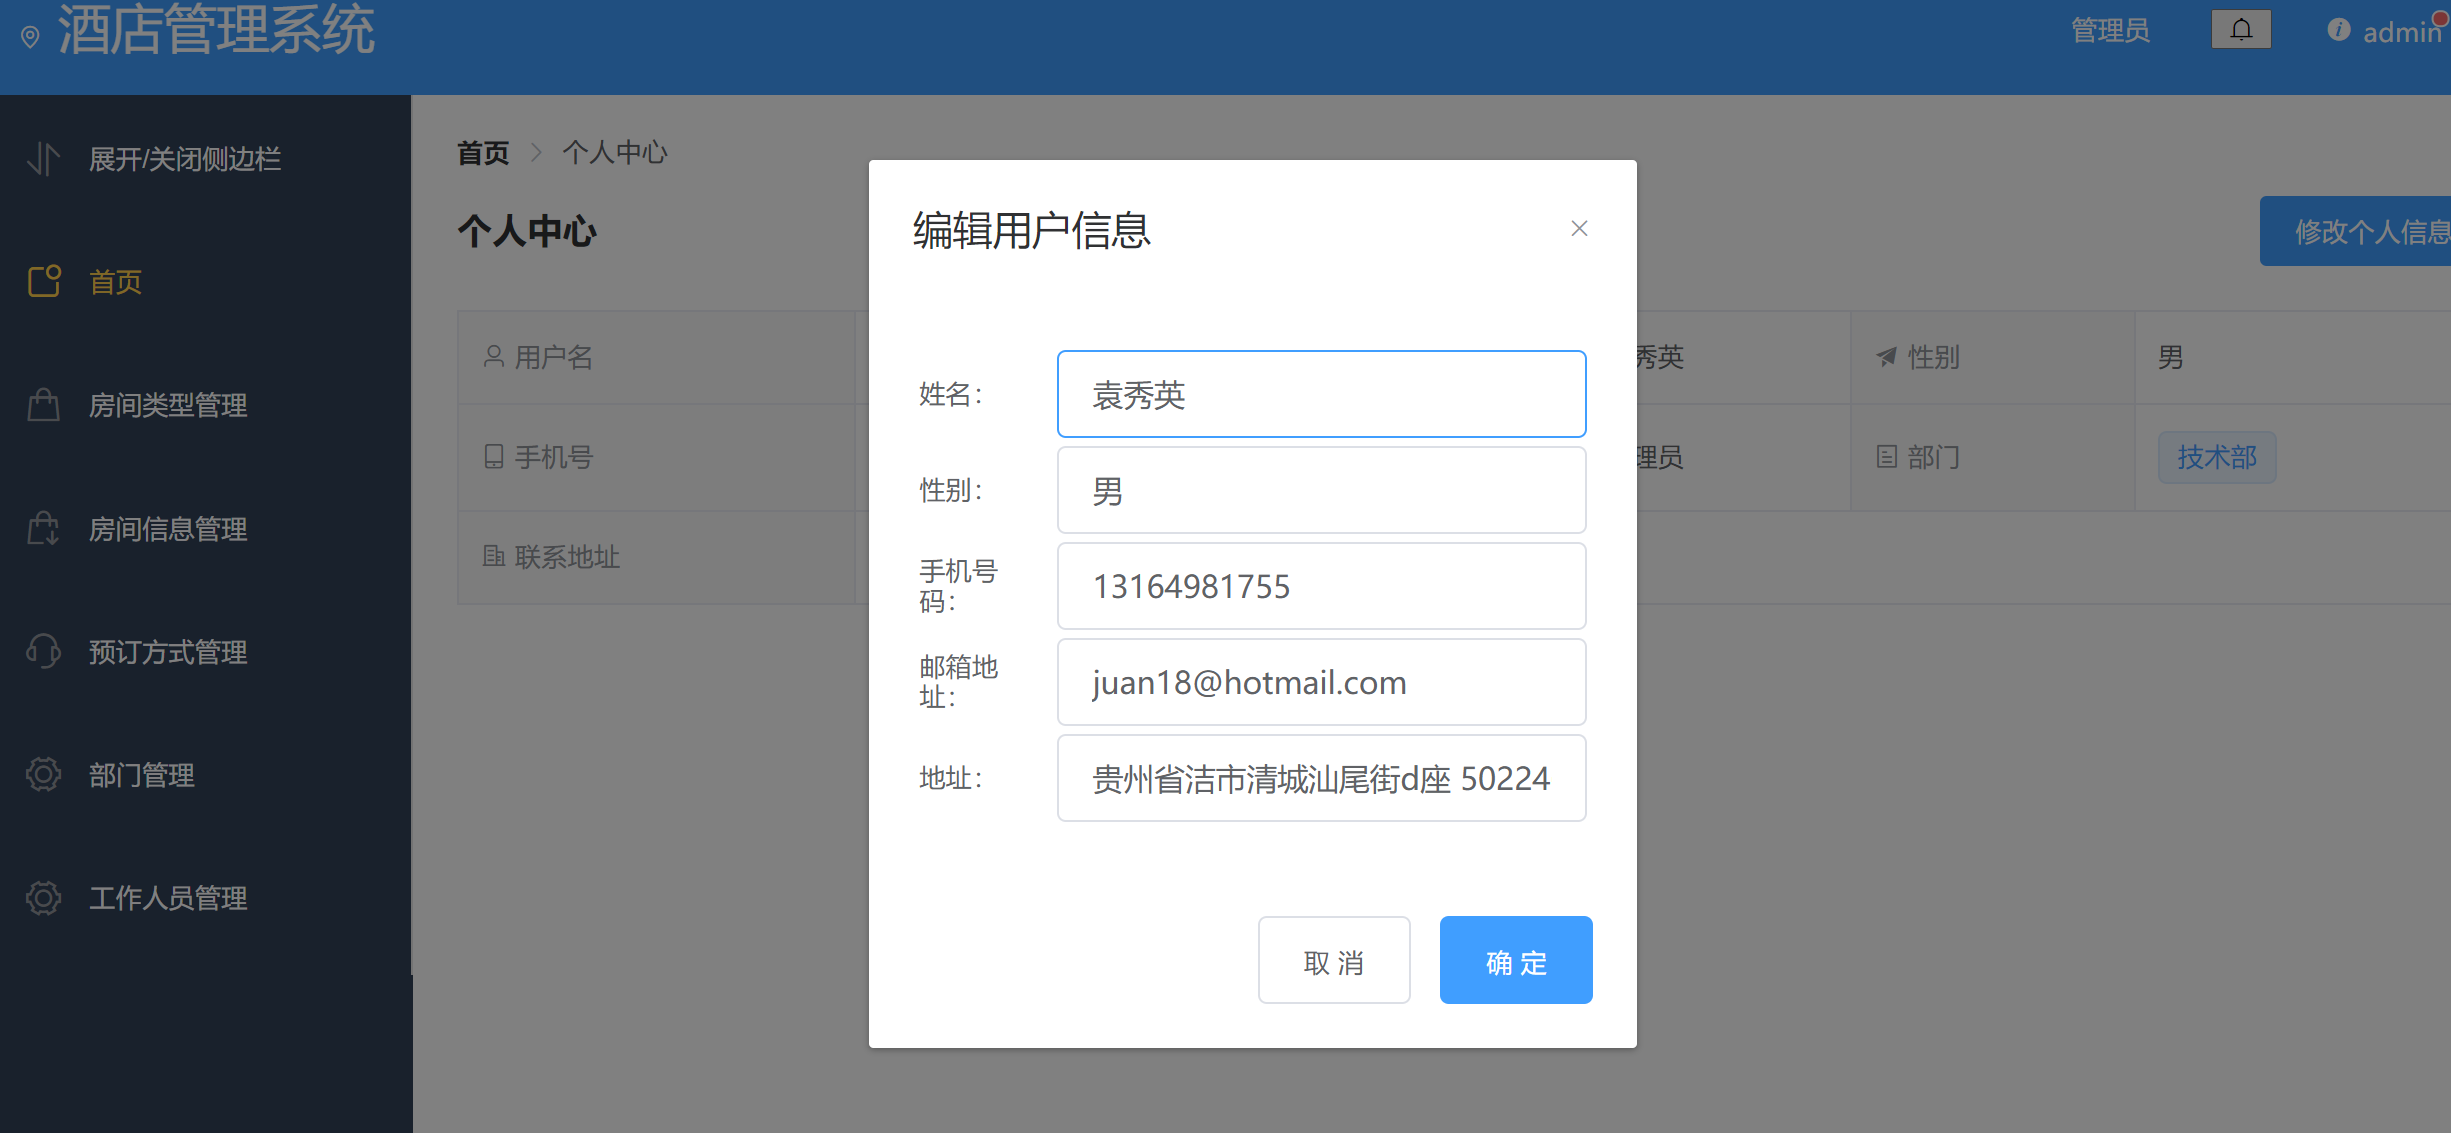 酒店管理系统
管理员
admin
展开/关闭侧边栏
首页
房间类型管理
房间信息管理
预订方式管理
部门管理
工作人员管理
首页 > 个人中心
个人中心
修改个人信息
用户名
秀英
性别
男
手机号
理员
部门
技术部
联系地址
编辑用户信息
姓名：
袁秀英
性别：
男
手机号
码：
13164981755
邮箱地
址：
juan18@hotmail.com
地址：
贵州省洁市清城汕尾街d座 50224
取 消
确 定